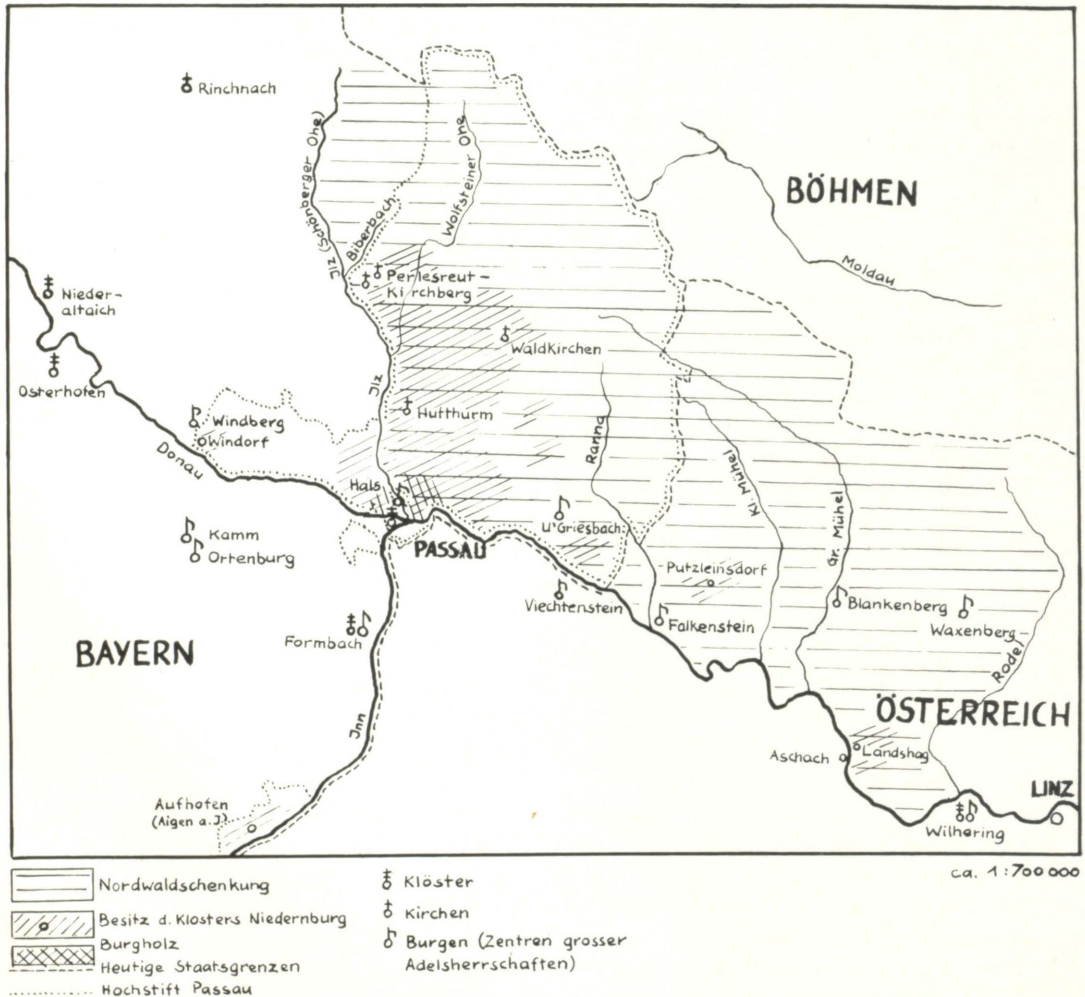 Rinchnach
Ilz (Schönberger Ohe)
Biberbach
Wolfsteiner Ohe
BÖHMEN
Moldau
Nieder-
altaich
Perlesreut-
Kirchberg
Osterhofen
Waldkirchen
Ilz
Hutthurm
Windberg
Windorf
Donau
Ranna
Kl. Mühel
Gr. Mühel
Hals
U'Griesbach
Kamm
Ortenburg
PASSAU
Putzleinsdorf
Viechtenstein
Falkenstein
Blankenberg
Waxenberg
Formbach
BAYERN
Rodel
Inn
ÖSTERREICH
Aschach
Landshag
Aufhofen
(Aigen a.J)
LINZ
Wilhering
ca. 1:700 000
Nordwaldschenkung
Besitz d. Klosters Niedernburg
Burgholz
Heutige Staatsgrenzen
Hochstift Passau
Klöster
Kirchen
Burgen (Zentren grosser
Adelsherrschaften)